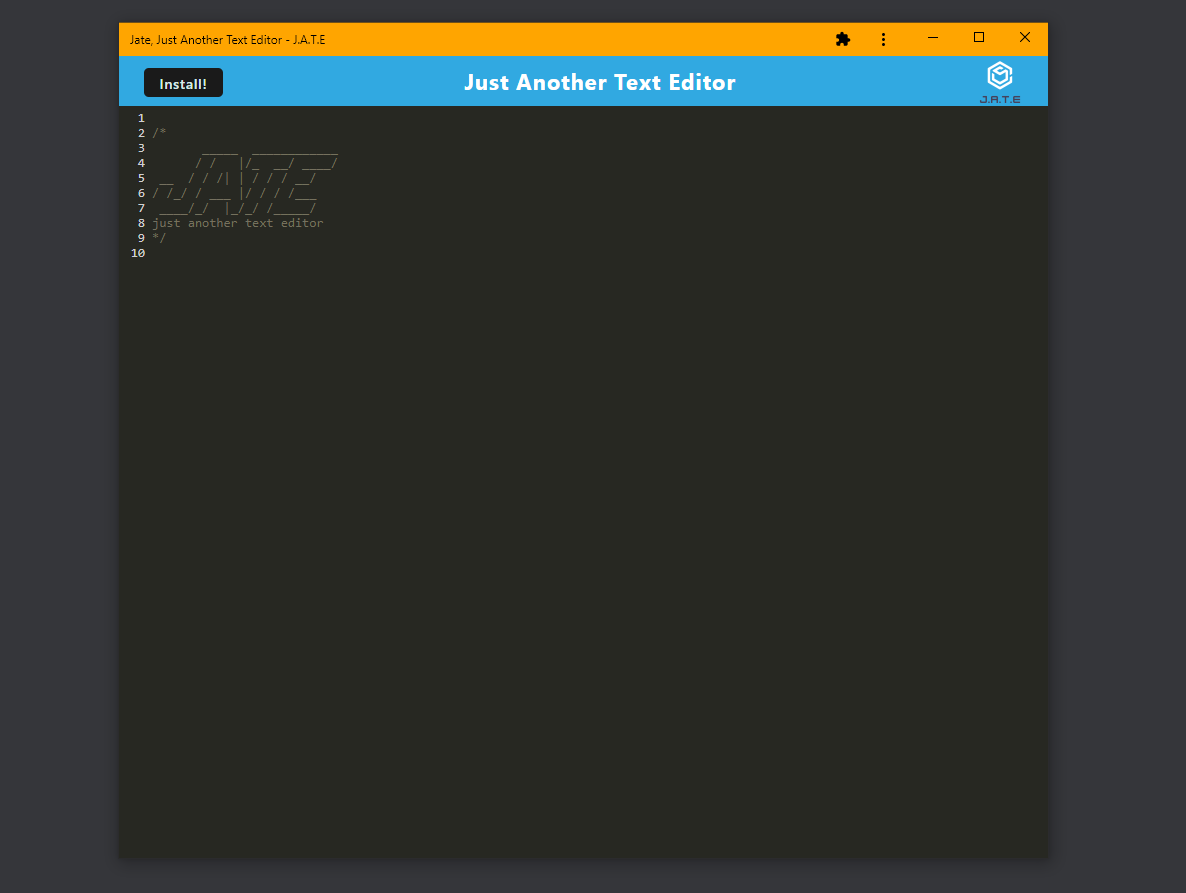 Jate, Just Another Text Editor - J.A.T.E
Install!
Just Another Text Editor
J.A.T.E
1
2 /*
3        _____  ____________
4       / /   |/_  __/ ____/
5  __  / / /| | / / / __/
6 / /_/ / ___ |/ / / /___
7  ____/_/  |_/_/ /_____/
8 just another text editor
9 */
10